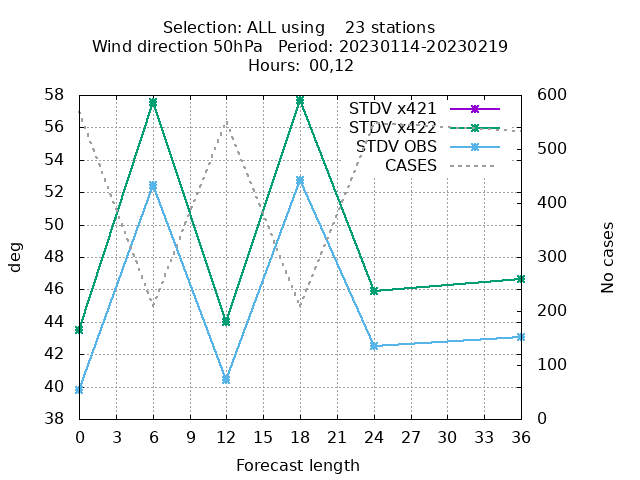 Selection: ALL using    23 stations
Wind direction 50hPa   Period: 20230114-20230219
Hours: 00,12
STDV x421
STDV x422
STDV OBS
CASES
58
56
54
52
50
48
46
44
42
40
38
600
500
400
300
200
100
0
deg
No cases
0 3 6 9 12 15 18 21 24 27 30 33 36
Forecast length